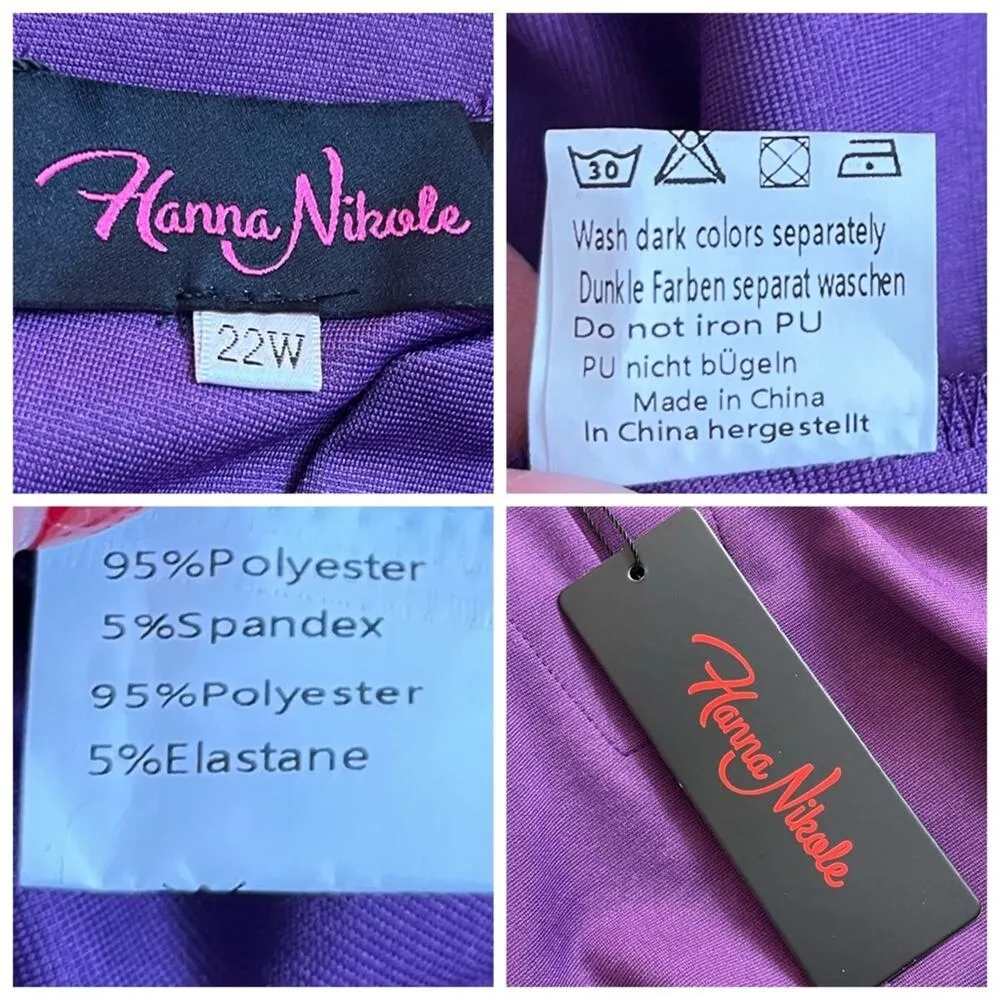 Hanna Nikole
22W
30
Wash dark colors separately
Dunkle Farben separat waschen
Do not iron PU
PU nicht bÜgeln
Made in China
In China hergestellt
95%Polyester
5%Spandex
95%Polyester
5%Elastane
Hanna Nikole